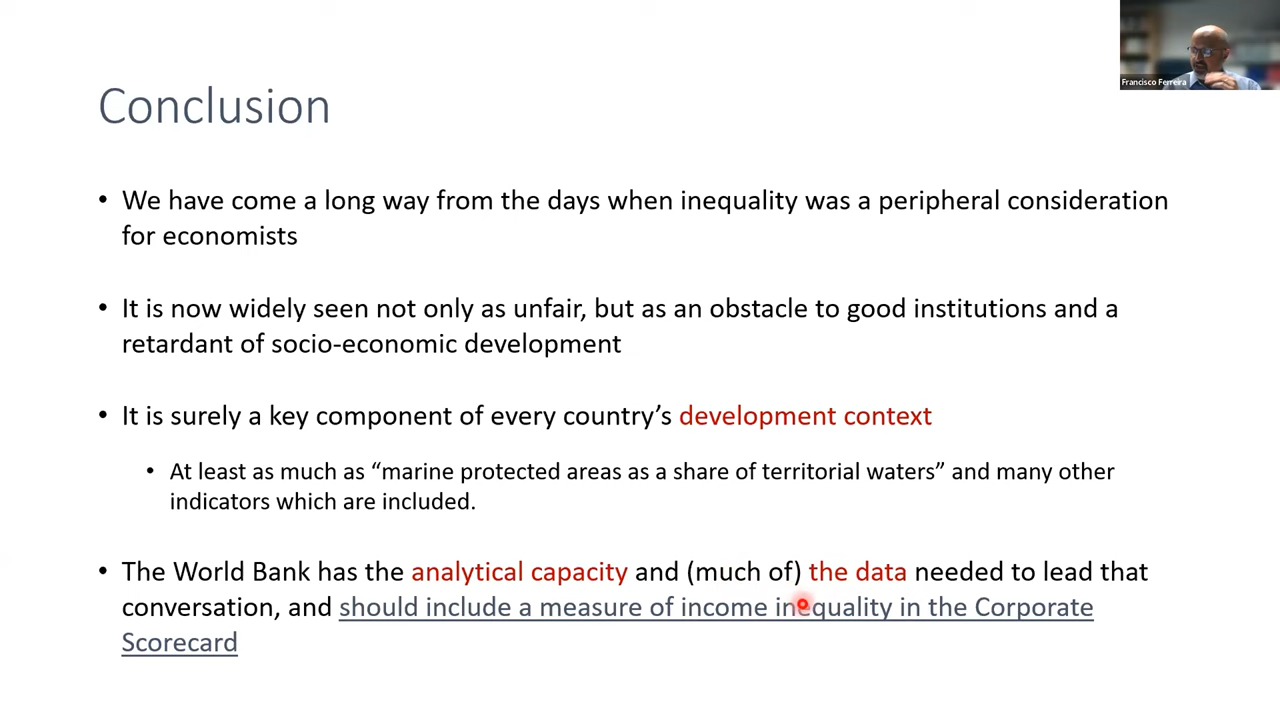 Francisco Ferreira
Conclusion
• We have come a long way from the days when inequality was a peripheral consideration
for economists
• It is now widely seen not only as unfair, but as an obstacle to good institutions and a
retardant of socio-economic development
• It is surely a key component of every country’s development context
• At least as much as “marine protected areas as a share of territorial waters” and many other
indicators which are included.
• The World Bank has the analytical capacity and (much of) the data needed to lead that
conversation, and should include a measure of income inequality in the Corporate
Scorecard